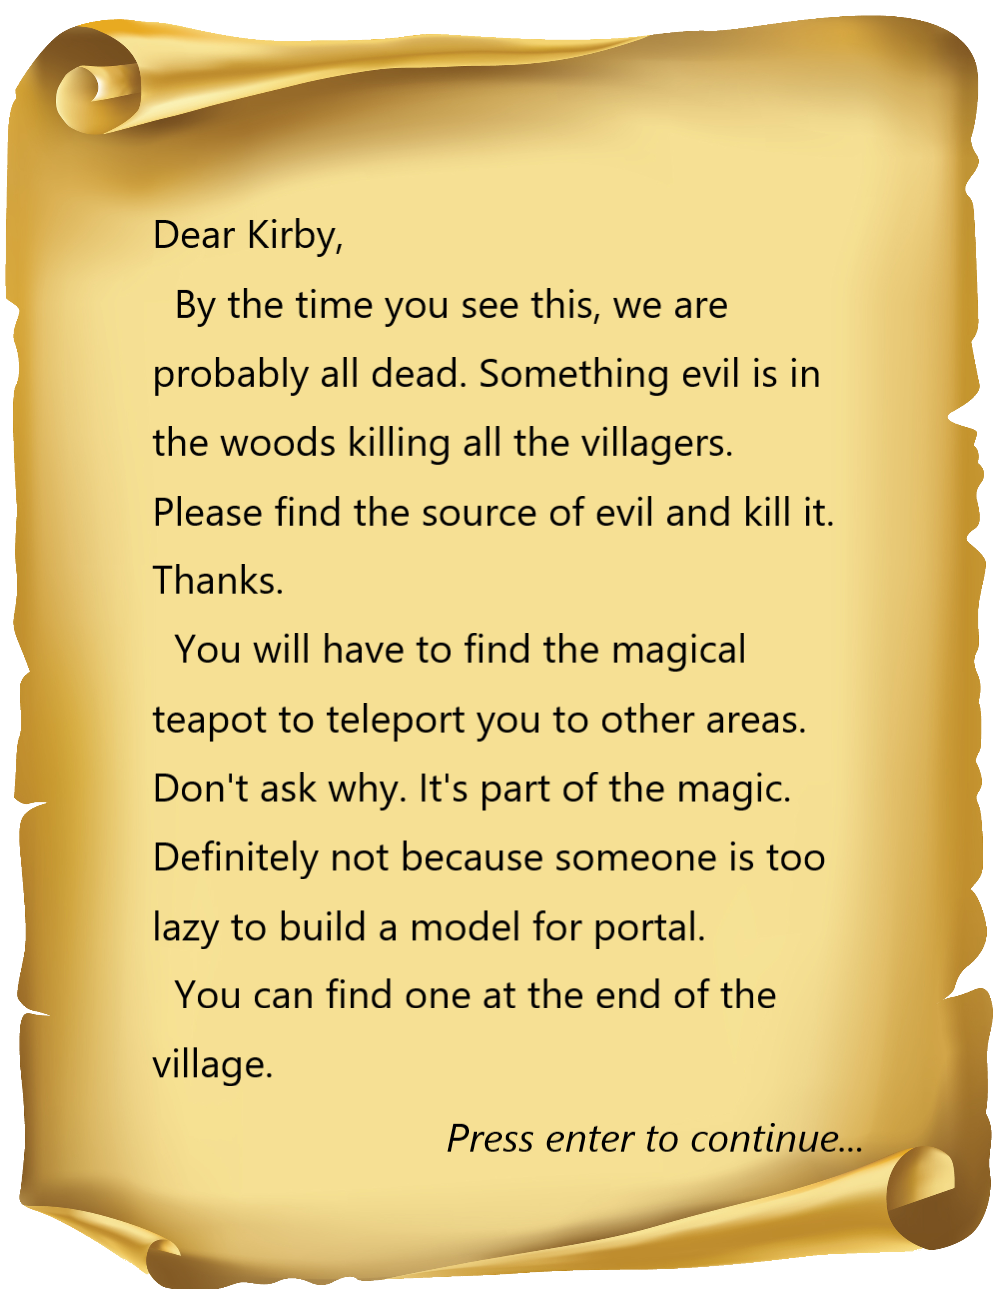 Dear Kirby,
By the time you see this, we are
probably all dead. Something evil is in
the woods killing all the villagers.
Please find the source of evil and kill it.
Thanks.
You will have to find the magical
teapot to teleport you to other areas.
Don't ask why. It's part of the magic.
Definitely not because someone is too
lazy to build a model for portal.
You can find one at the end of the
village.
Press enter to continue...